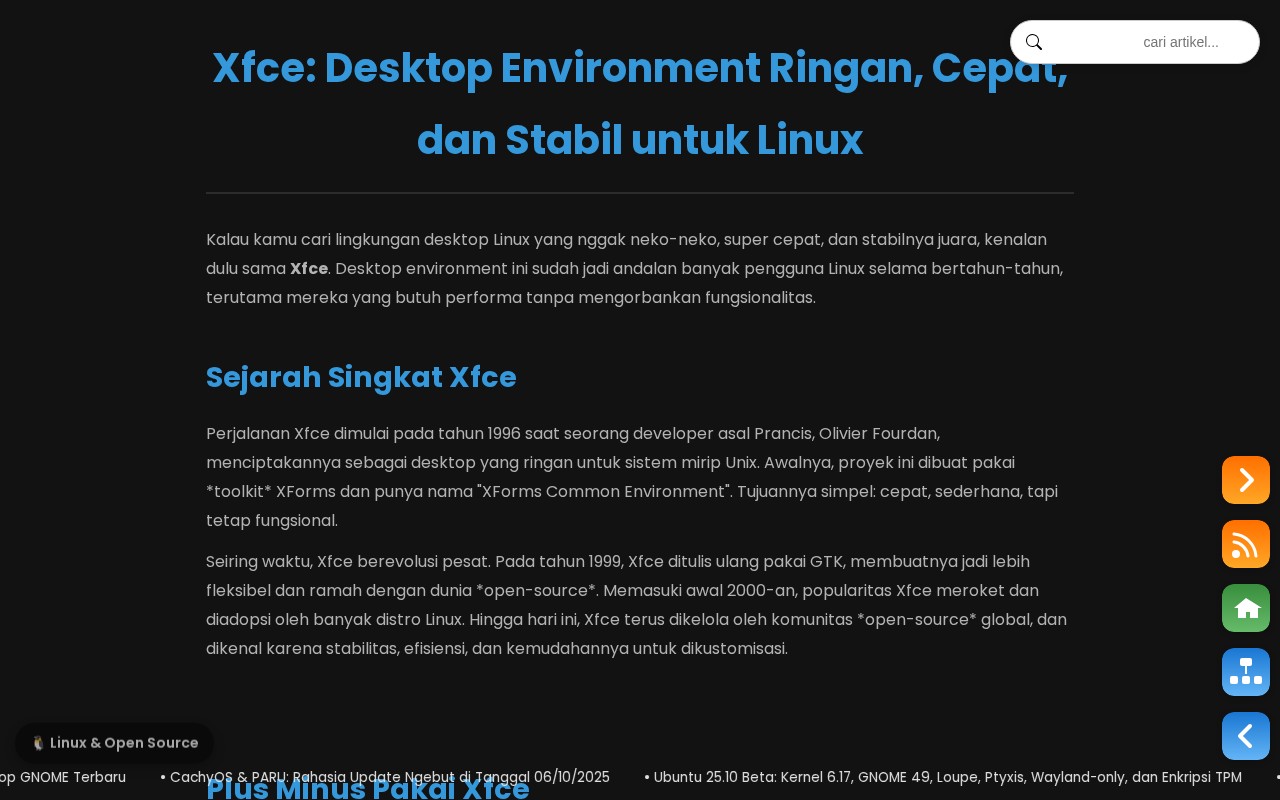 cari artikel...
Xfce: Desktop Environment Ringan, Cepat,
dan Stabil untuk Linux
Kalau kamu cari lingkungan desktop Linux yang nggak neko-neko, super cepat, dan stabilnya juara, kenalan
dulu sama Xfce. Desktop environment ini sudah jadi andalan banyak pengguna Linux selama bertahun-tahun,
terutama mereka yang butuh performa tanpa mengorbankan fungsionalitas.
Sejarah Singkat Xfce
Perjalanan Xfce dimulai pada tahun 1996 saat seorang developer asal Prancis, Olivier Fourdan,
menciptakannya sebagai desktop yang ringan untuk sistem mirip Unix. Awalnya, proyek ini dibuat pakai
*toolkit* XForms dan punya nama "XForms Common Environment". Tujuannya simpel: cepat, sederhana, tapi
tetap fungsional.
Seiring waktu, Xfce berevolusi pesat. Pada tahun 1999, Xfce ditulis ulang pakai GTK, membuatnya jadi lebih
fleksibel dan ramah dengan dunia *open-source*. Memasuki awal 2000-an, popularitas Xfce meroket dan
diadopsi oleh banyak distro Linux. Hingga hari ini, Xfce terus dikelola oleh komunitas *open-source* global, dan
dikenal karena stabilitas, efisiensi, dan kemudahannya untuk dikustomisasi.
Linux & Open Source
op GNOME Terbaru • CachyOS & PARU: Rahasia Update Ngebut di Tanggal 06/10/2025 • Ubuntu 25.10 Beta: Kernel 6.17, GNOME 49, Loupe, Ptyxis, Wayland-only, dan Enkripsi TPM •
Plus Minus Pakai Xfce